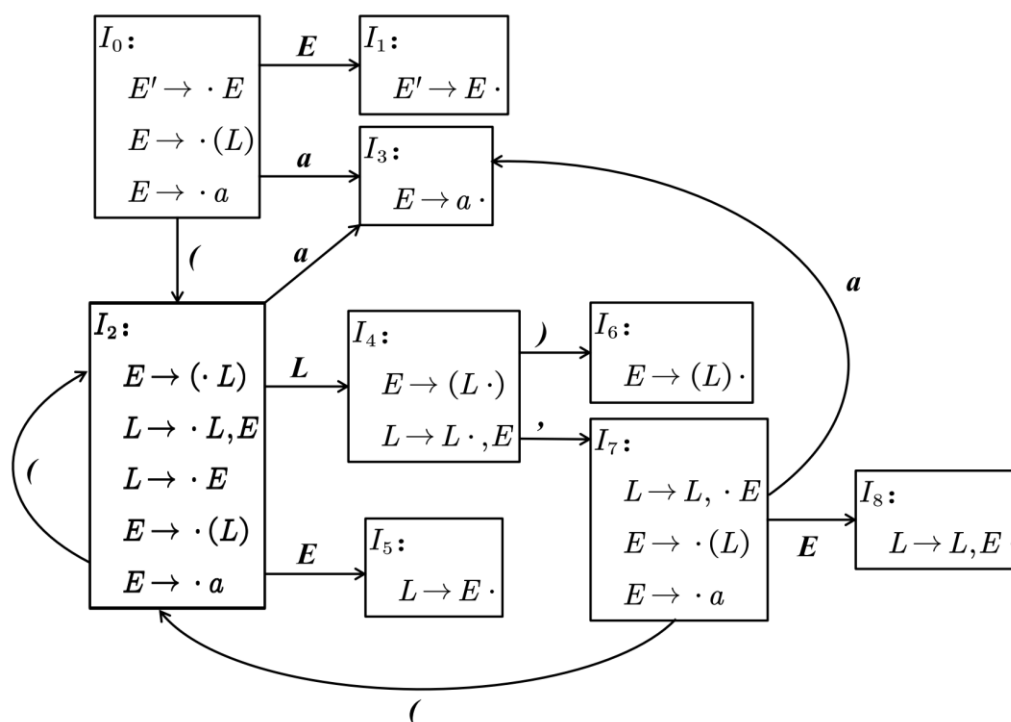 I₀:
E′ → · E
E → · (L)
E → · a
E
I₁:
E′ → E ·
a
I₃:
E → a ·
(
a
a
I₂:
E → (· L)
L → · L, E
L → · E
E → · (L)
E → · a
(
L
I₄:
E → (L ·)
L → L · , E
)
I₆:
E → (L) ·
,
I₇:
L → L, · E
E → · (L)
E → · a
E
I₈:
L → L, E ·
E
I₅:
L → E ·
(